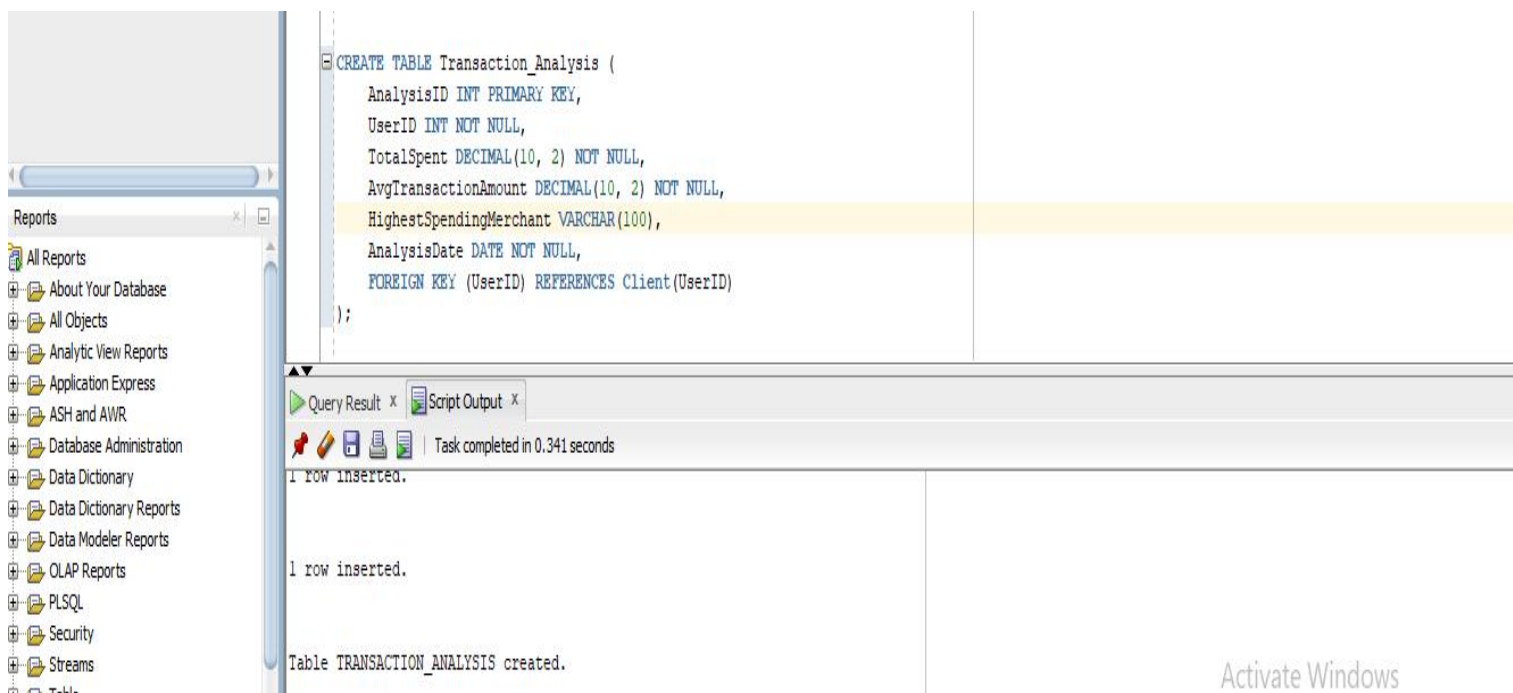 CREATE TABLE Transaction_Analysis (
AnalysisID INT PRIMARY KEY,
UserID INT NOT NULL,
TotalSpent DECIMAL(10, 2) NOT NULL,
AvgTransactionAmount DECIMAL(10, 2) NOT NULL,
HighestSpendingMerchant VARCHAR(100),
AnalysisDate DATE NOT NULL,
FOREIGN KEY (UserID) REFERENCES Client(UserID)
);
Reports
All Reports
About Your Database
All Objects
Analytic View Reports
Application Express
ASH and AWR
Database Administration
Data Dictionary
Data Dictionary Reports
Data Modeler Reports
OLAP Reports
PLSQL
Security
Streams
Table
Query Result x Script Output x
Task completed in 0.341 seconds
1 row inserted.
1 row inserted.
Table TRANSACTION_ANALYSIS created.
Activate Windows